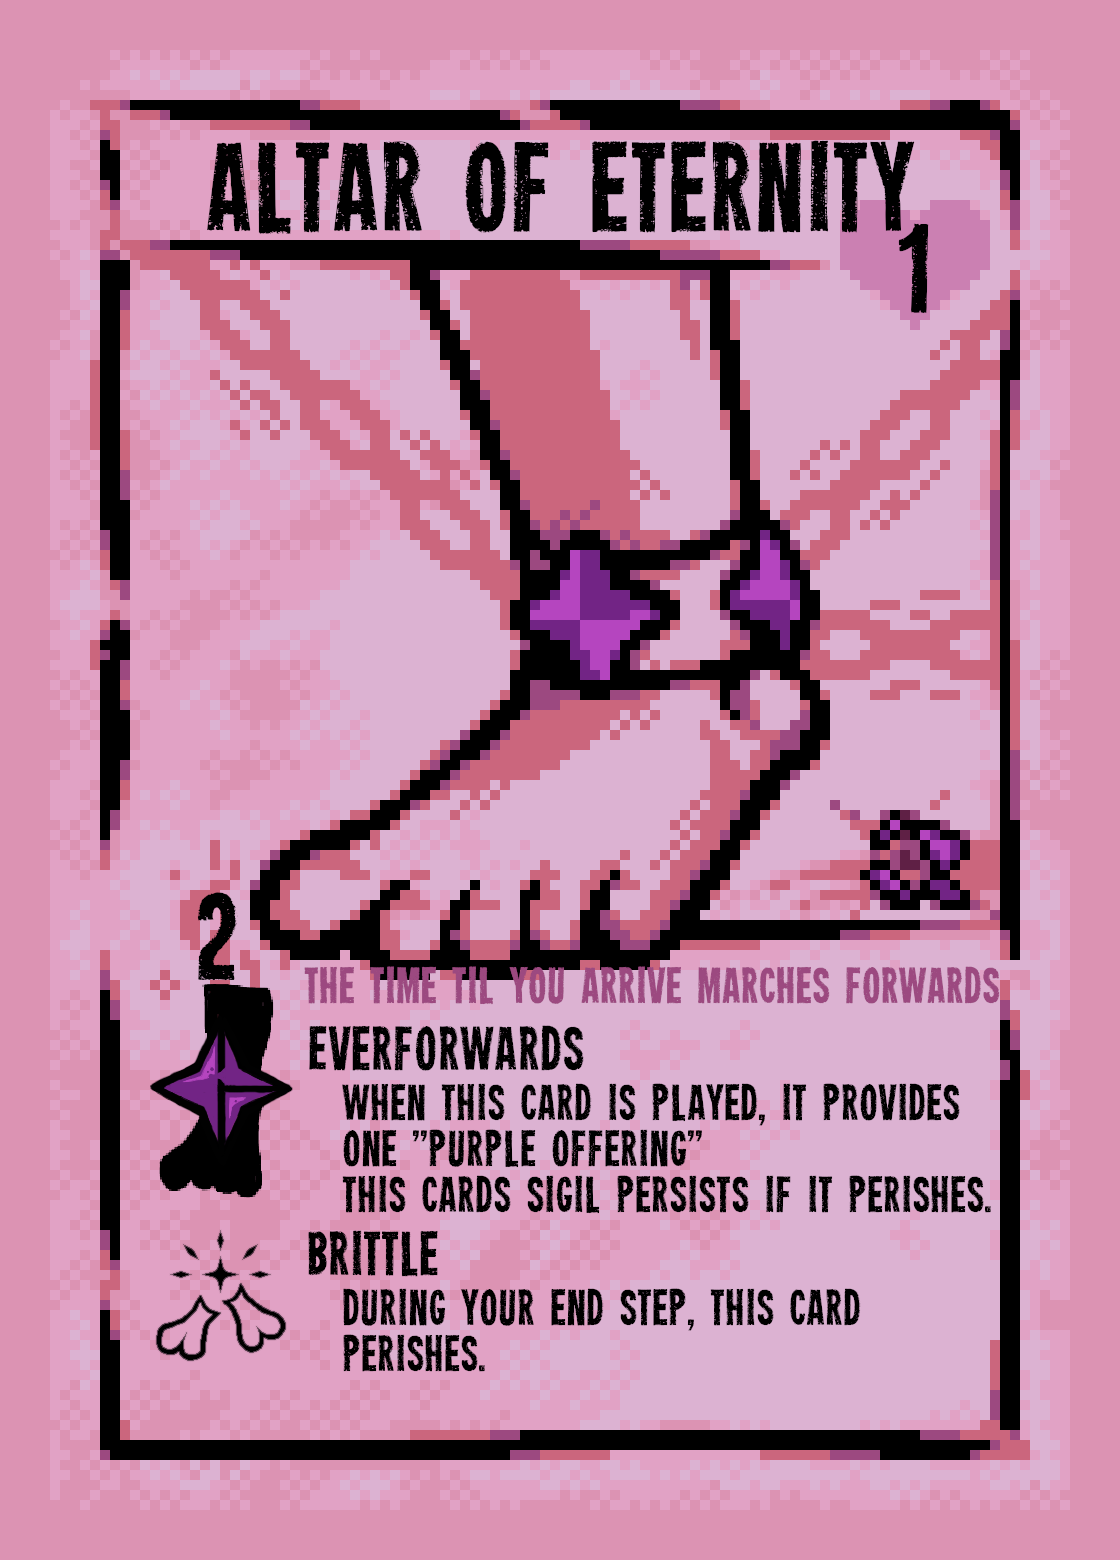 ALTAR OF ETERNITY
1
2
THE TIME TIL YOU ARRIVE MARCHES FORWARDS
EVERFORWARDS
WHEN THIS CARD IS PLAYED, IT PROVIDES
ONE "PURPLE OFFERING"
THIS CARDS SIGIL PERSISTS IF IT PERISHES.
BRITTLE
DURING YOUR END STEP, THIS CARD
PERISHES.